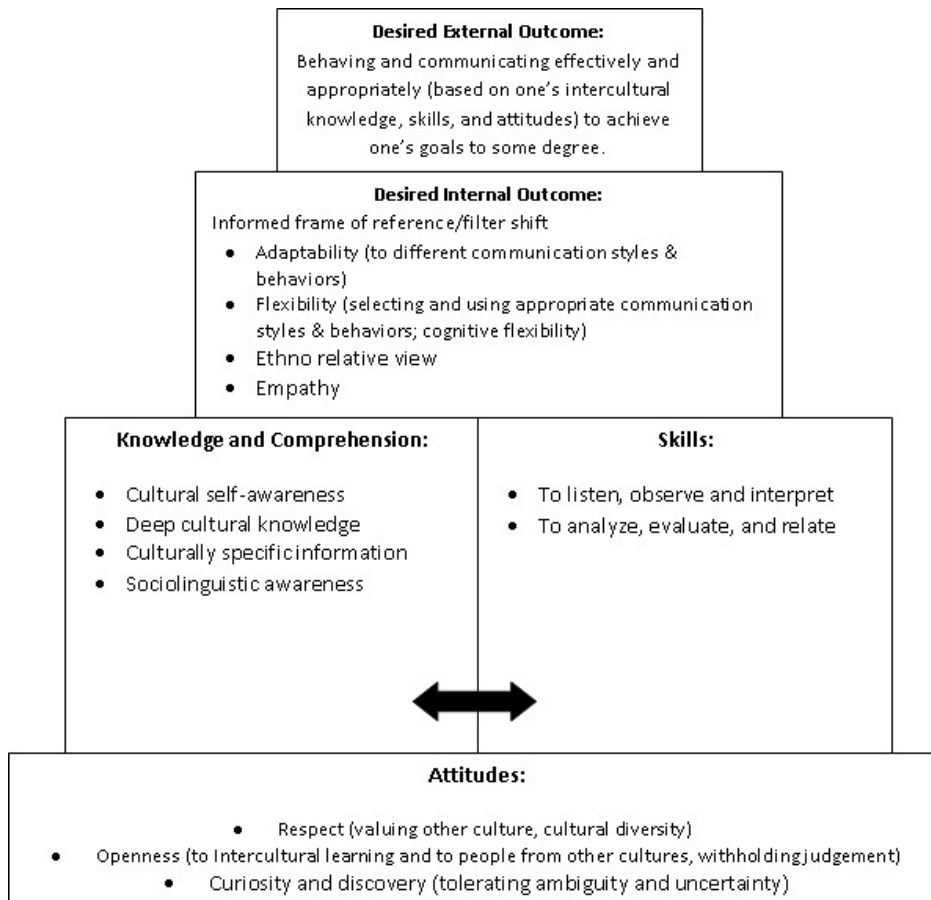 Desired External Outcome:
Behaving and communicating effectively and
appropriately (based on one's intercultural
knowledge, skills, and attitudes) to achieve
one's goals to some degree.
Desired Internal Outcome:
Informed frame of reference/filter shift
• Adaptability (to different communication styles &
behaviors)
• Flexibility (selecting and using appropriate communication
styles & behaviors; cognitive flexibility)
• Ethno relative view
• Empathy
Knowledge and Comprehension:
• Cultural self-awareness
• Deep cultural knowledge
• Culturally specific information
• Sociolinguistic awareness
Skills:
• To listen, observe and interpret
• To analyze, evaluate, and relate
Attitudes:
• Respect (valuing other culture, cultural diversity)
• Openness (to Intercultural learning and to people from other cultures, withholding judgement)
• Curiosity and discovery (tolerating ambiguity and uncertainty)